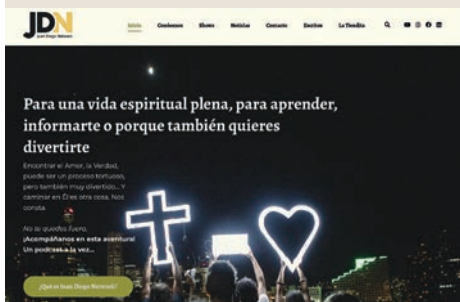 JDN
Juan Diego Network
Inicio Conócenos Shows Noticias Contacto Escritos La Tiendita
Para una vida espiritual plena, para aprender,
informarte o porque también quieres
divertirte
Encontrar el Amor, la Verdad,
puede ser un proceso tortuoso,
pero también muy divertido... Y
caminar en Él es otra cosa. Nos
consta.
No te quedes fuera,
¡Acompáñanos en esta aventura!
Un podcast a la vez...
¿Qué es Juan Diego Network?